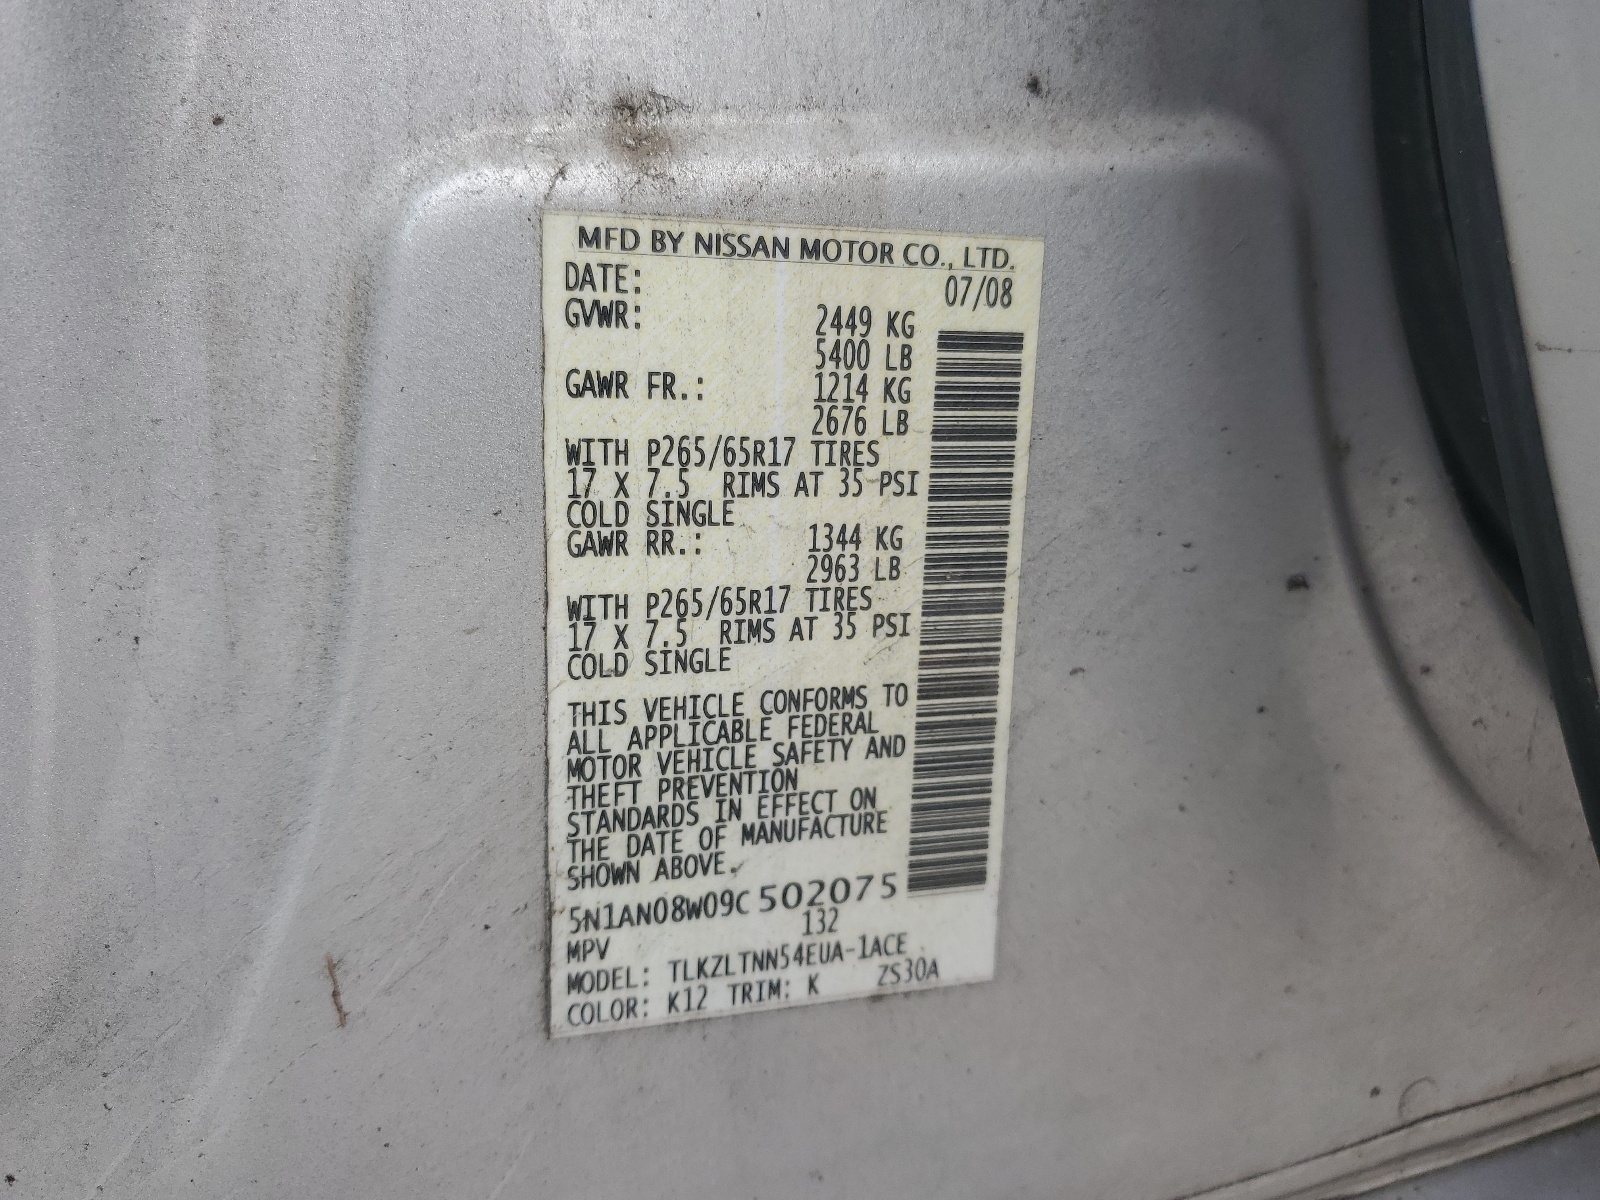 MFD BY NISSAN MOTOR CO., LTD.
DATE: 07/08
GVWR: 2449 KG
5400 LB
GAWR FR.: 1214 KG
2676 LB
WITH P265/65R17 TIRES
17 X 7.5 RIMS AT 35 PSI
COLD SINGLE
GAWR RR.: 1344 KG
2963 LB
WITH P265/65R17 TIRES
17 X 7.5 RIMS AT 35 PSI
COLD SINGLE
THIS VEHICLE CONFORMS TO
ALL APPLICABLE FEDERAL
MOTOR VEHICLE SAFETY AND
THEFT PREVENTION
STANDARDS IN EFFECT ON
THE DATE OF MANUFACTURE
SHOWN ABOVE.
5N1AN08W09C502075
MPV 132
MODEL: TLKZLTNN54EUA-1ACE
COLOR: K12 TRIM: K ZS30A